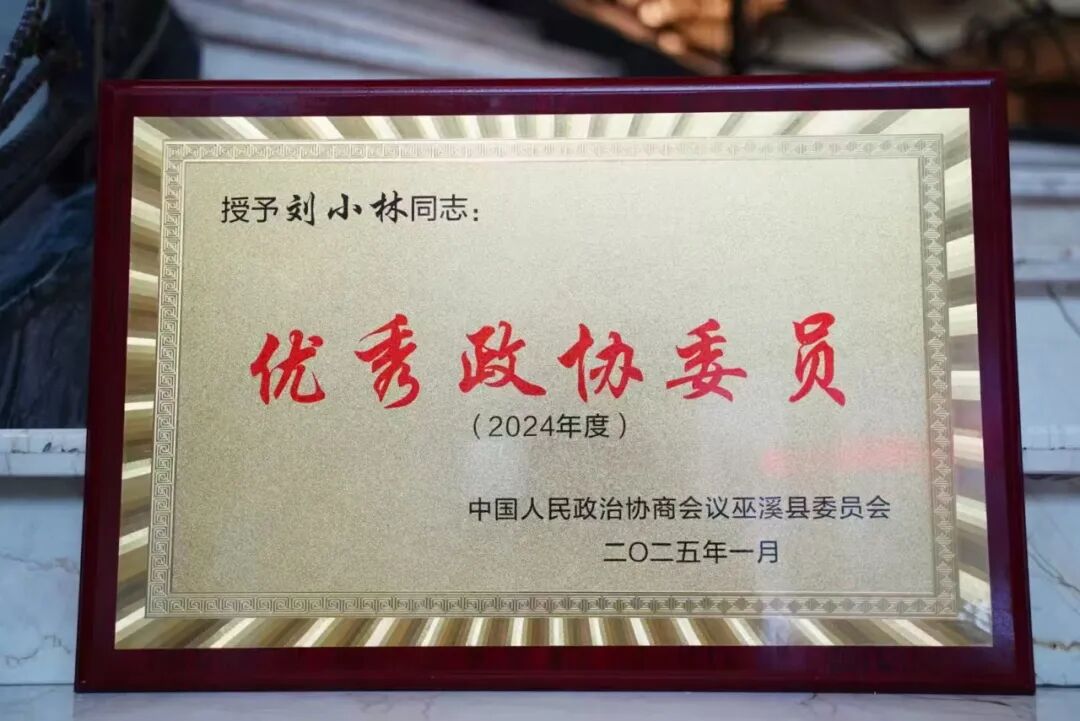 授予刘小林同志：
优秀政协委员
（2024年度）
中国人民政治协商会议巫溪县委员会
二〇二五年一月